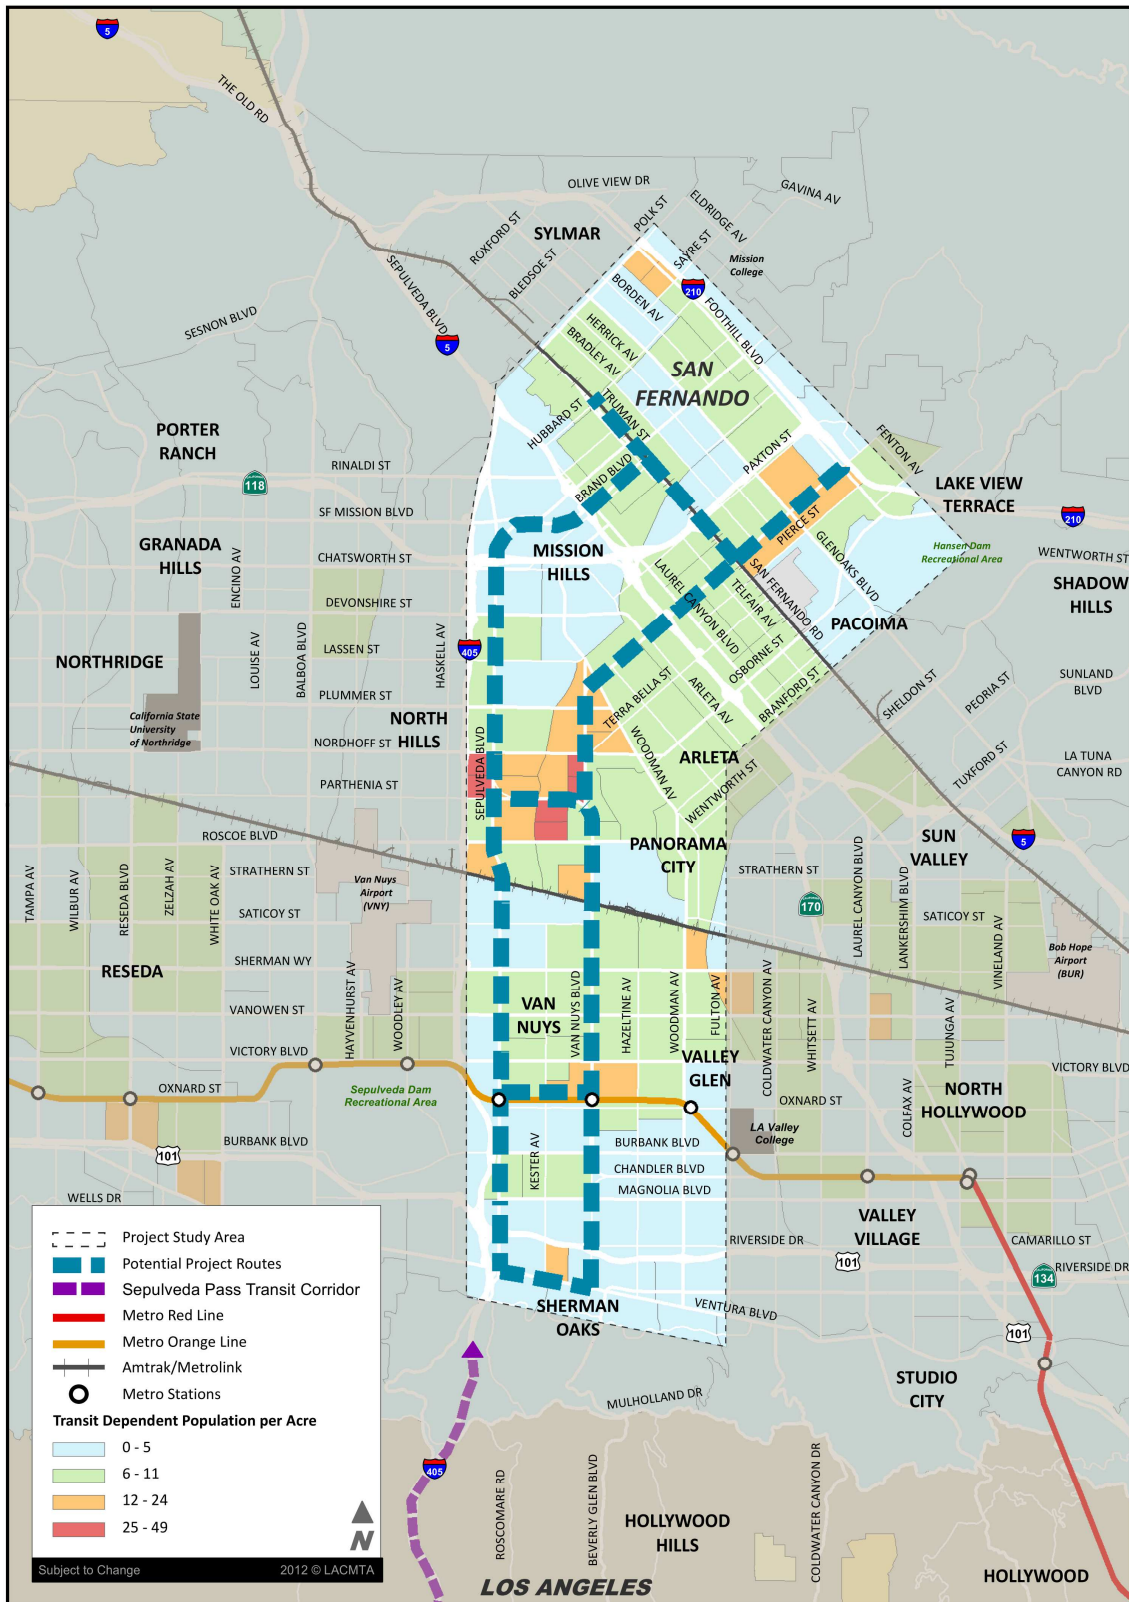 5
THE OLD RD
OLIVE VIEW DR
GAVINA AV
ELDRIDGE AV
POLK ST
SAYRE ST
ROXFORD ST
SYLMAR
BLEDSOE ST
Mission
College
SEPULVEDA BLVD
BORDEN AV
210
FOOTHILL BLVD
SESNON BLVD
5
HERRICK AV
BRADLEY AV
SAN
FERNANDO
TRUMAN ST
HUBBARD ST
PORTER
RANCH
RINALDI ST
118
BRAND BLVD
PAXTON ST
FENTON AV
LAKE VIEW
TERRACE
210
SF MISSION BLVD
PIERCE ST
GRANADA
HILLS
CHATSWORTH ST
MISSION
HILLS
GLENOAKS BLVD
Hansen Dam
Recreational Area
WENTWORTH ST
ENCINO AV
LAUREL CANYON BLVD
TELFAIR AV
SAN FERNANDO RD
SHADOW
HILLS
DEVONSHIRE ST
PACOIMA
NORTHRIDGE
LOUISE AV
BALBOA BLVD
LASSEN ST
HASKELL AV
405
OSBORNE ST
BRANFORD ST
SHELDON ST
PEORIA ST
SUNLAND
BLVD
PLUMMER ST
TERRA BELLA ST
ARLETA AV
California State
University
of Northridge
NORTH
HILLS
NORDHOFF ST
WOODMAN AV
ARLETA
TUXFORD ST
LA TUNA
CANYON RD
PARTHENIA ST
SEPULVEDA BLVD
WENTWORTH ST
ROSCOE BLVD
PANORAMA
CITY
SUN
VALLEY
5
TAMPA AV
WILBUR AV
RESEDA BLVD
ZELZAH AV
WHITE OAK AV
STRATHERN ST
Van Nuys
Airport
(VNY)
STRATHERN ST
170
LAUREL CANYON BLVD
LANKERSHIM BLVD
SATICOY ST
SATICOY ST
VINELAND AV
Bob Hope
Airport
(BUR)
RESEDA
SHERMAN WY
HAYVENHURST AV
WOODLEY AV
VANOWEN ST
VAN
NUYS
VAN NUYS BLVD
HAZELTINE AV
WOODMAN AV
FULTON AV
COLDWATER CANYON AV
WHITSETT AV
TUJUNGA AV
VICTORY BLVD
VALLEY
GLEN
VICTORY BLVD
OXNARD ST
Sepulveda Dam
Recreational Area
OXNARD ST
COLFAX AV
NORTH
HOLLYWOOD
LA Valley
College
BURBANK BLVD
101
KESTER AV
BURBANK BLVD
CHANDLER BLVD
MAGNOLIA BLVD
WELLS DR
VALLEY
VILLAGE
RIVERSIDE DR
101
CAMARILLO ST
134
RIVERSIDE DR
SHERMAN
OAKS
VENTURA BLVD
101
STUDIO
CITY
MULHOLLAND DR
405
ROSCOMARE RD
BEVERLY GLEN BLVD
HOLLYWOOD
HILLS
COLDWATER CANYON DR
LOS ANGELES
HOLLYWOOD
Project Study Area
Potential Project Routes
Sepulveda Pass Transit Corridor
Metro Red Line
Metro Orange Line
Amtrak/Metrolink
Metro Stations
Transit Dependent Population per Acre
0 - 5
6 - 11
12 - 24
25 - 49
N
Subject to Change 2012 © LACMTA